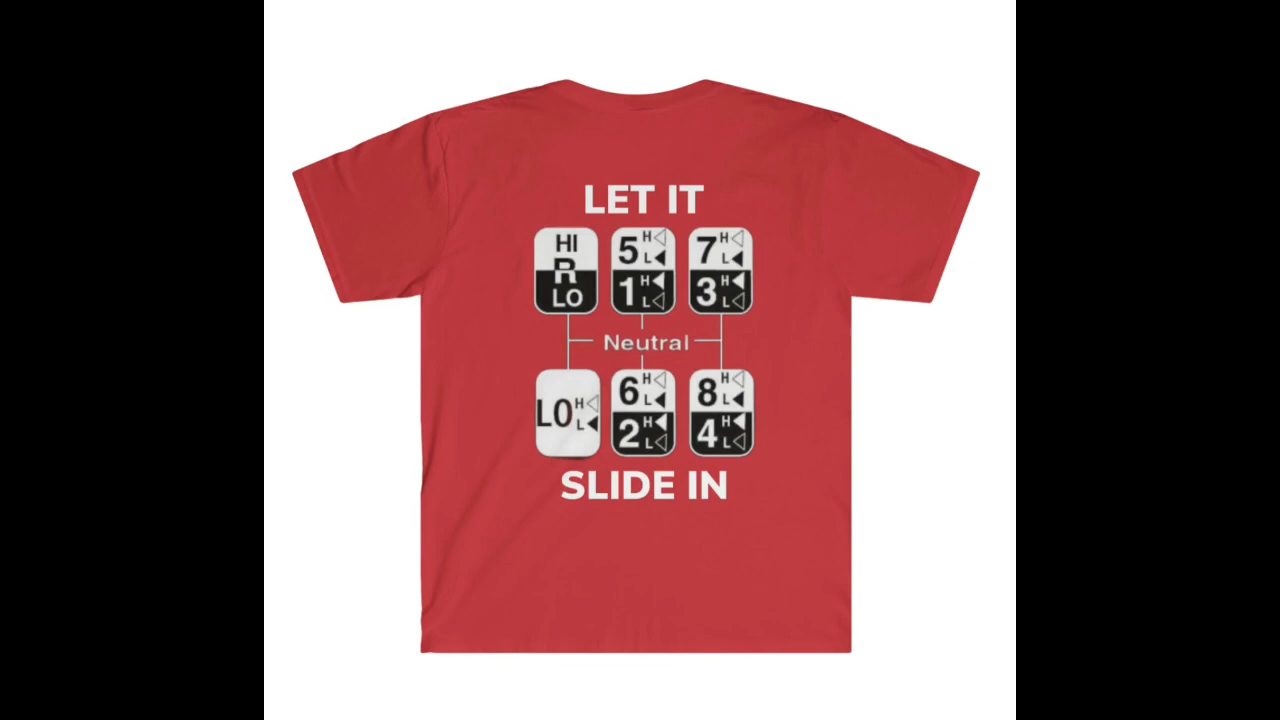 LET IT
HI R LO
5 H L
1 H L
7 H L
3 H L
Neutral
LO H L
6 H L
2 H L
8 H L
4 H L
SLIDE IN